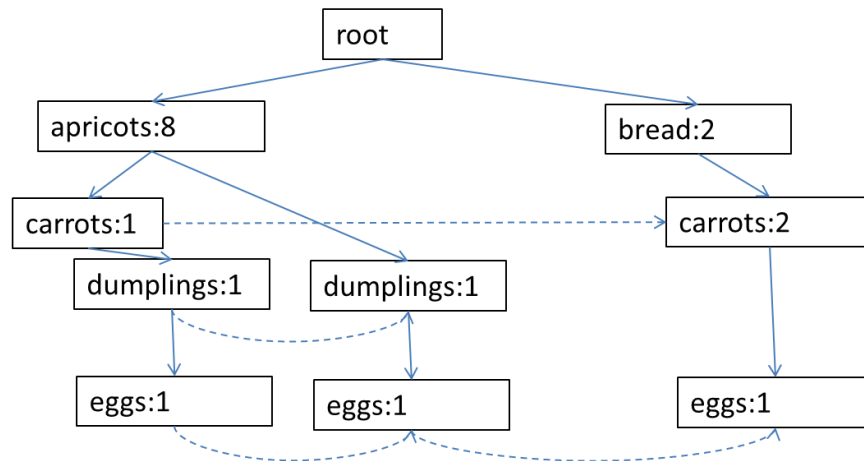 root
apricots:8
bread:2
carrots:1
carrots:2
dumplings:1
dumplings:1
eggs:1
eggs:1
eggs:1